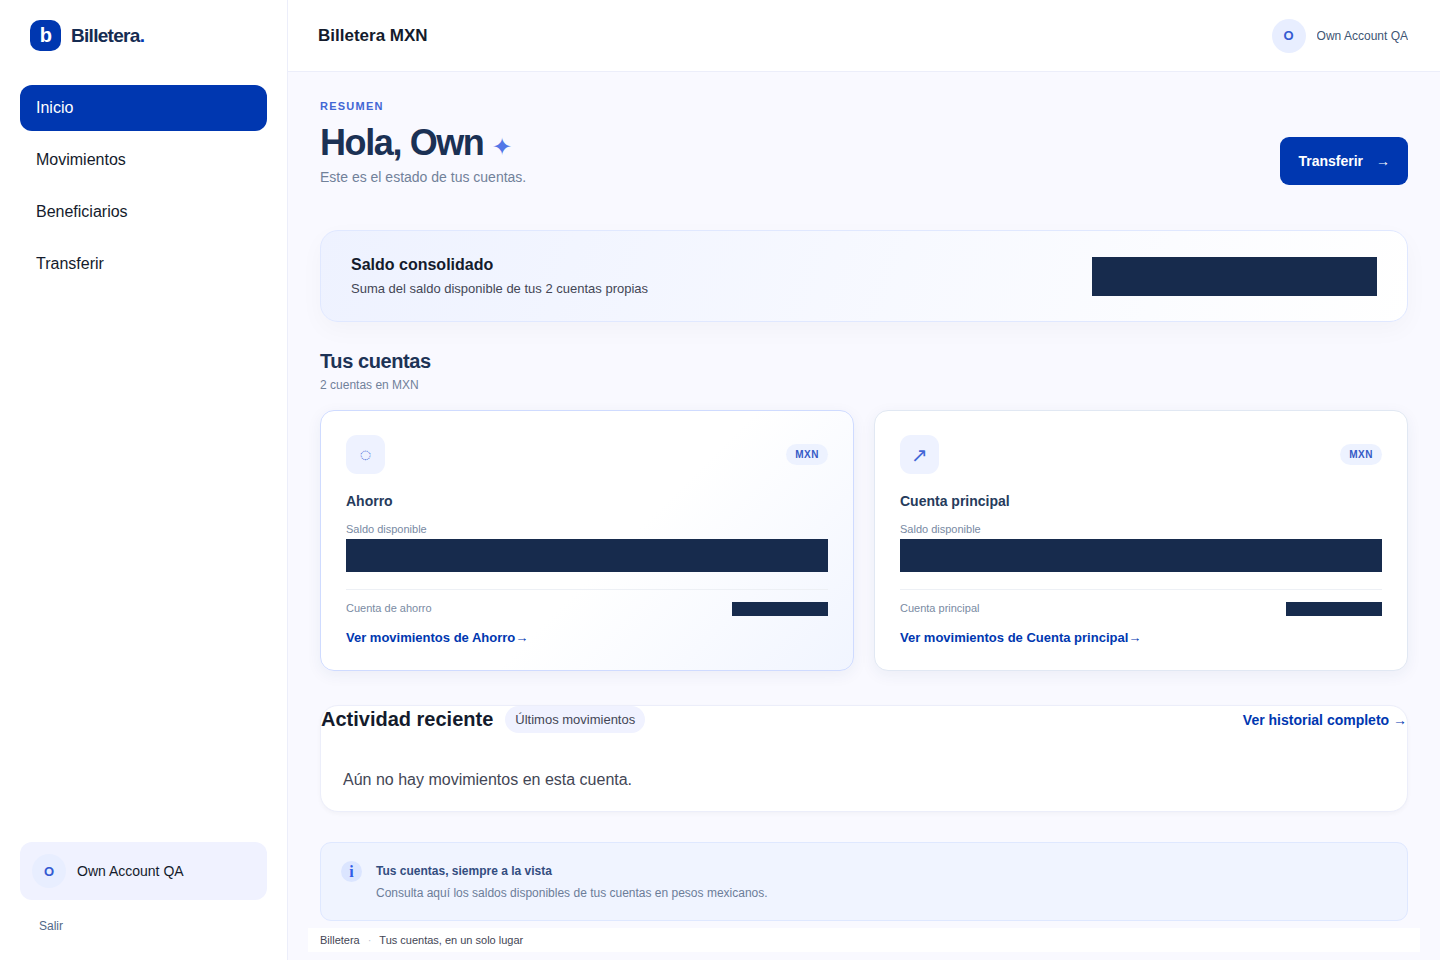 b Billetera.
Billetera MXN
O Own Account QA
Inicio
Movimientos
Beneficiarios
Transferir
RESUMEN
Hola, Own ✦
Este es el estado de tus cuentas.
Transferir →
Saldo consolidado
Suma del saldo disponible de tus 2 cuentas propias
Tus cuentas
2 cuentas en MXN
MXN
Ahorro
Saldo disponible
Cuenta de ahorro
Ver movimientos de Ahorro→
↗ MXN
Cuenta principal
Saldo disponible
Cuenta principal
Ver movimientos de Cuenta principal→
Actividad reciente Últimos movimientos Ver historial completo →
Aún no hay movimientos en esta cuenta.
i Tus cuentas, siempre a la vista
Consulta aquí los saldos disponibles de tus cuentas en pesos mexicanos.
O Own Account QA
Salir
Billetera · Tus cuentas, en un solo lugar